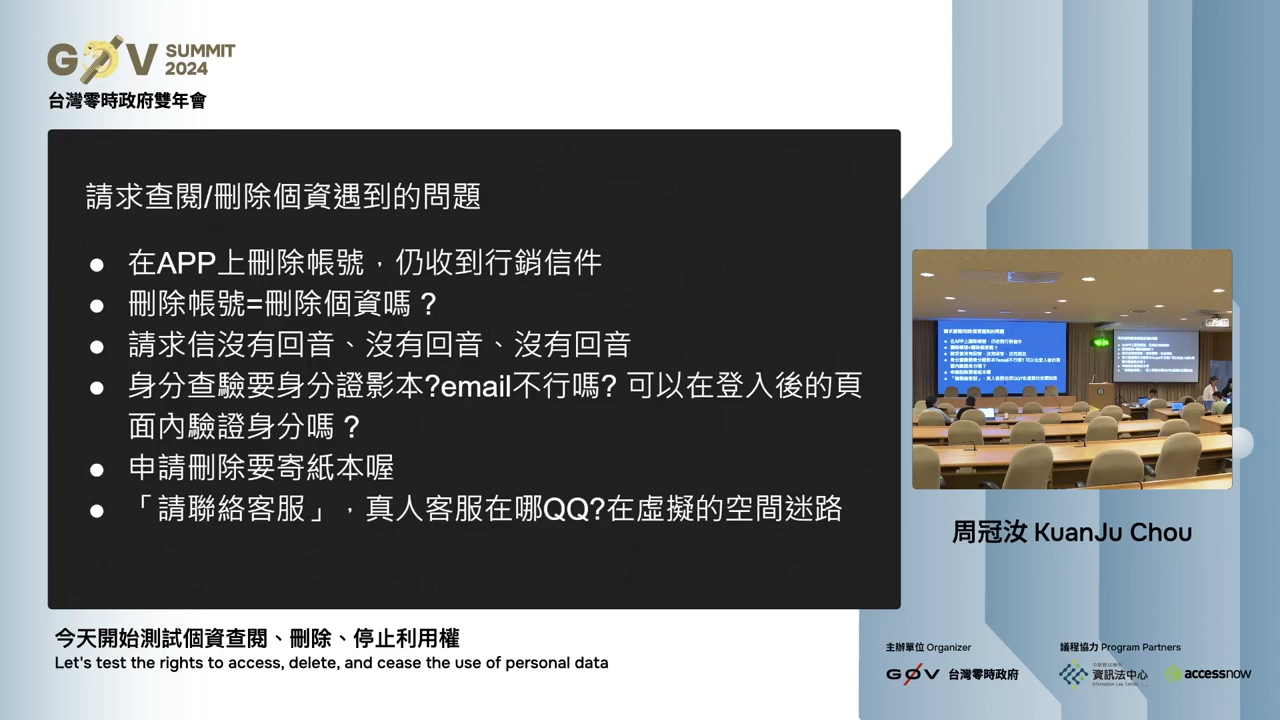 G0V SUMMIT 2024
台灣零時政府雙年會
請求查閱/刪除個資遇到的問題
● 在APP上刪除帳號，仍收到行銷信件
● 刪除帳號=刪除個資嗎？
● 請求信沒有回音、沒有回音、沒有回音
● 身分查驗要身分證影本?email不行嗎? 可以在登入後的頁
面內驗證身分嗎？
● 申請刪除要寄紙本喔
● 「請聯絡客服」，真人客服在哪QQ?在虛擬的空間迷路
周冠汝 KuanJu Chou
今天開始測試個資查閱、刪除、停止利用權
Let's test the rights to access, delete, and cease the use of personal data
主辦單位 Organizer
G0V 台灣零時政府
議程協力 Program Partners
資訊法中心
Information Law Center
accessnow